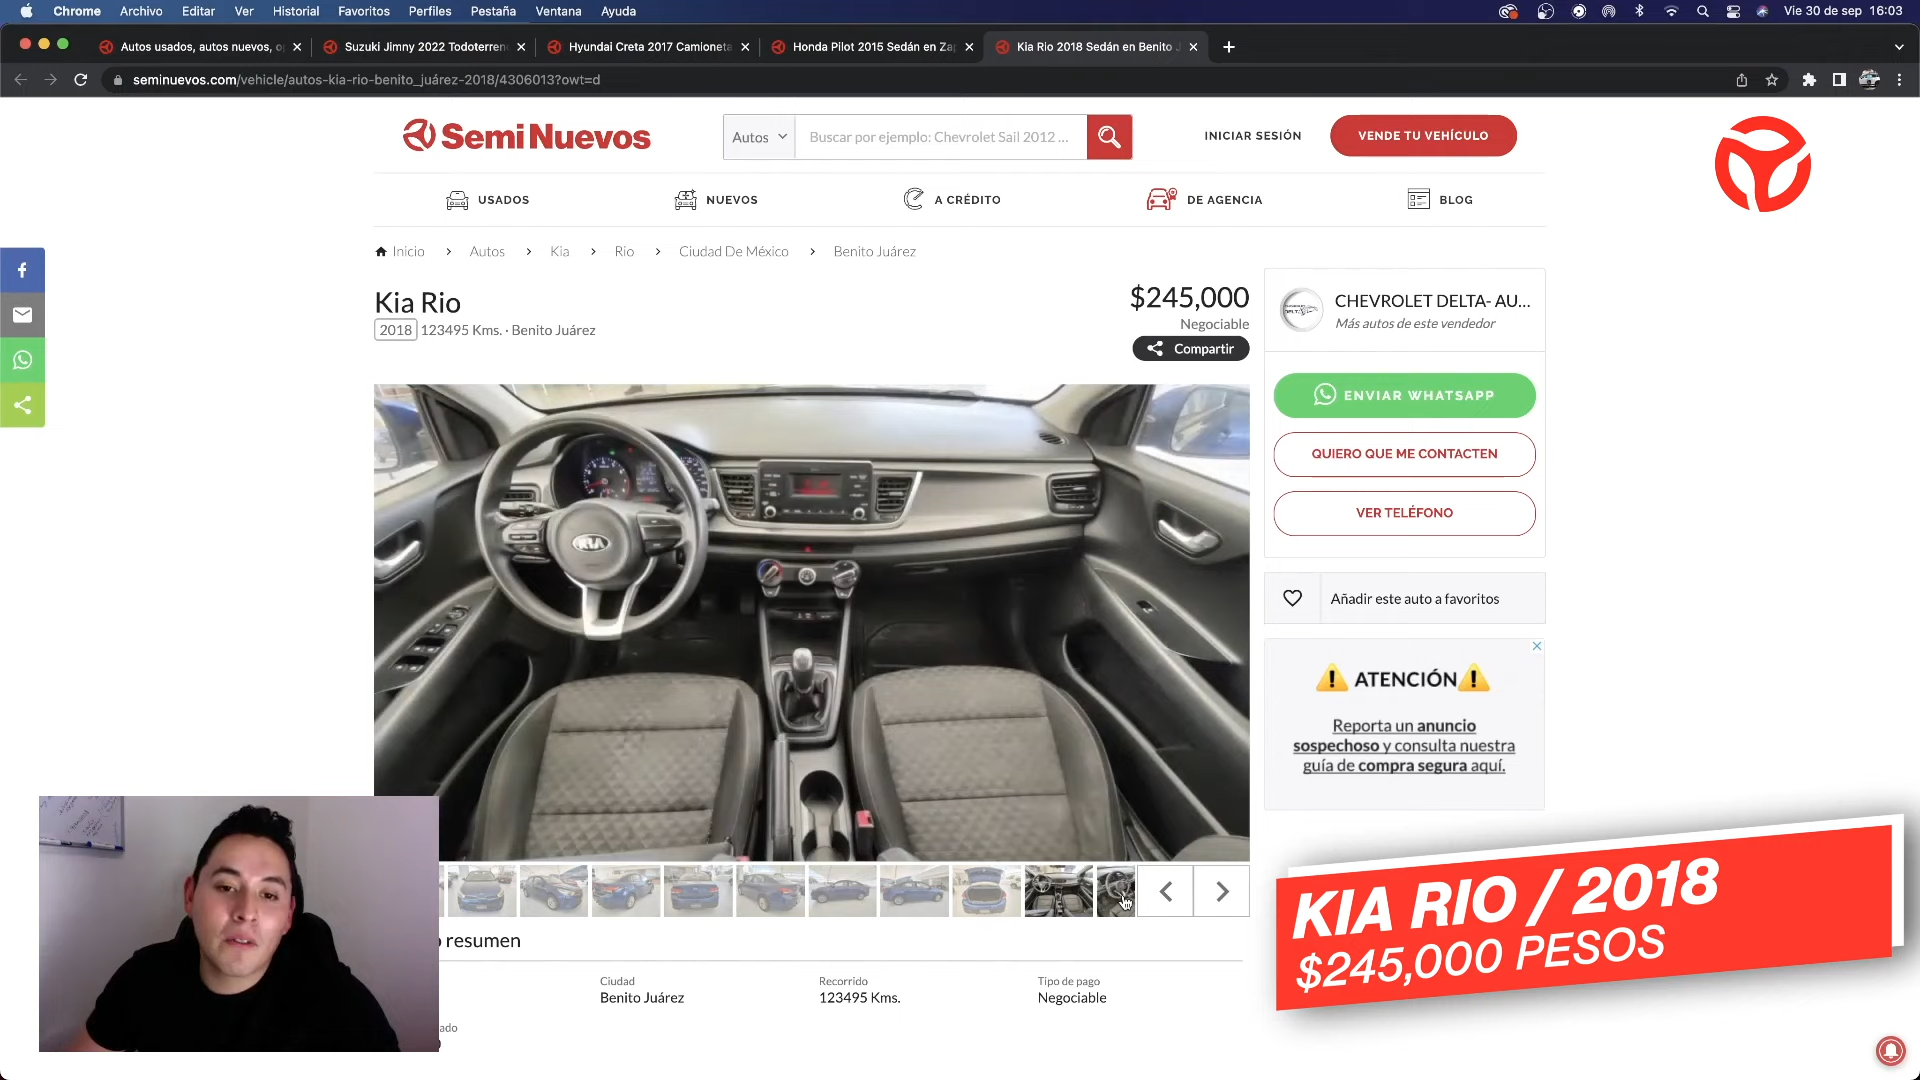 Chrome Archivo Editar Ver Historial Favoritos Perfiles Pestaña Ventana Ayuda Vie 30 de sep 16:03
Autos usados, autos nuevos, o
Suzuki Jimny 2022 Todoterren
Hyundai Creta 2017 Camioneta
Honda Pilot 2015 Sedán en Za
Kia Rio 2018 Sedán en Benito J
seminuevos.com/vehicle/autos-kia-rio-benito_juárez-2018/4306013?owt=d
SemiNuevos
Autos
Buscar por ejemplo: Chevrolet Sail 2012 ...
INICIAR SESIÓN
VENDE TU VEHÍCULO
USADOS
NUEVOS
A CRÉDITO
DE AGENCIA
BLOG
Inicio > Autos > Kia > Rio > Ciudad De México > Benito Juárez
Kia Rio
2018 123495 Kms. · Benito Juárez
$245,000
Negociable
Compartir
CHEVROLET DELTA- AU...
Más autos de este vendedor
ENVIAR WHATSAPP
QUIERO QUE ME CONTACTEN
VER TELÉFONO
Añadir este auto a favoritos
ATENCIÓN
Reporta un anuncio
sospechoso y consulta nuestra
guía de compra segura aquí.
KIA
resumen
Ciudad
Benito Juárez
Recorrido
123495 Kms.
Tipo de pago
Negociable
ado
KIA RIO / 2018
$245,000 PESOS